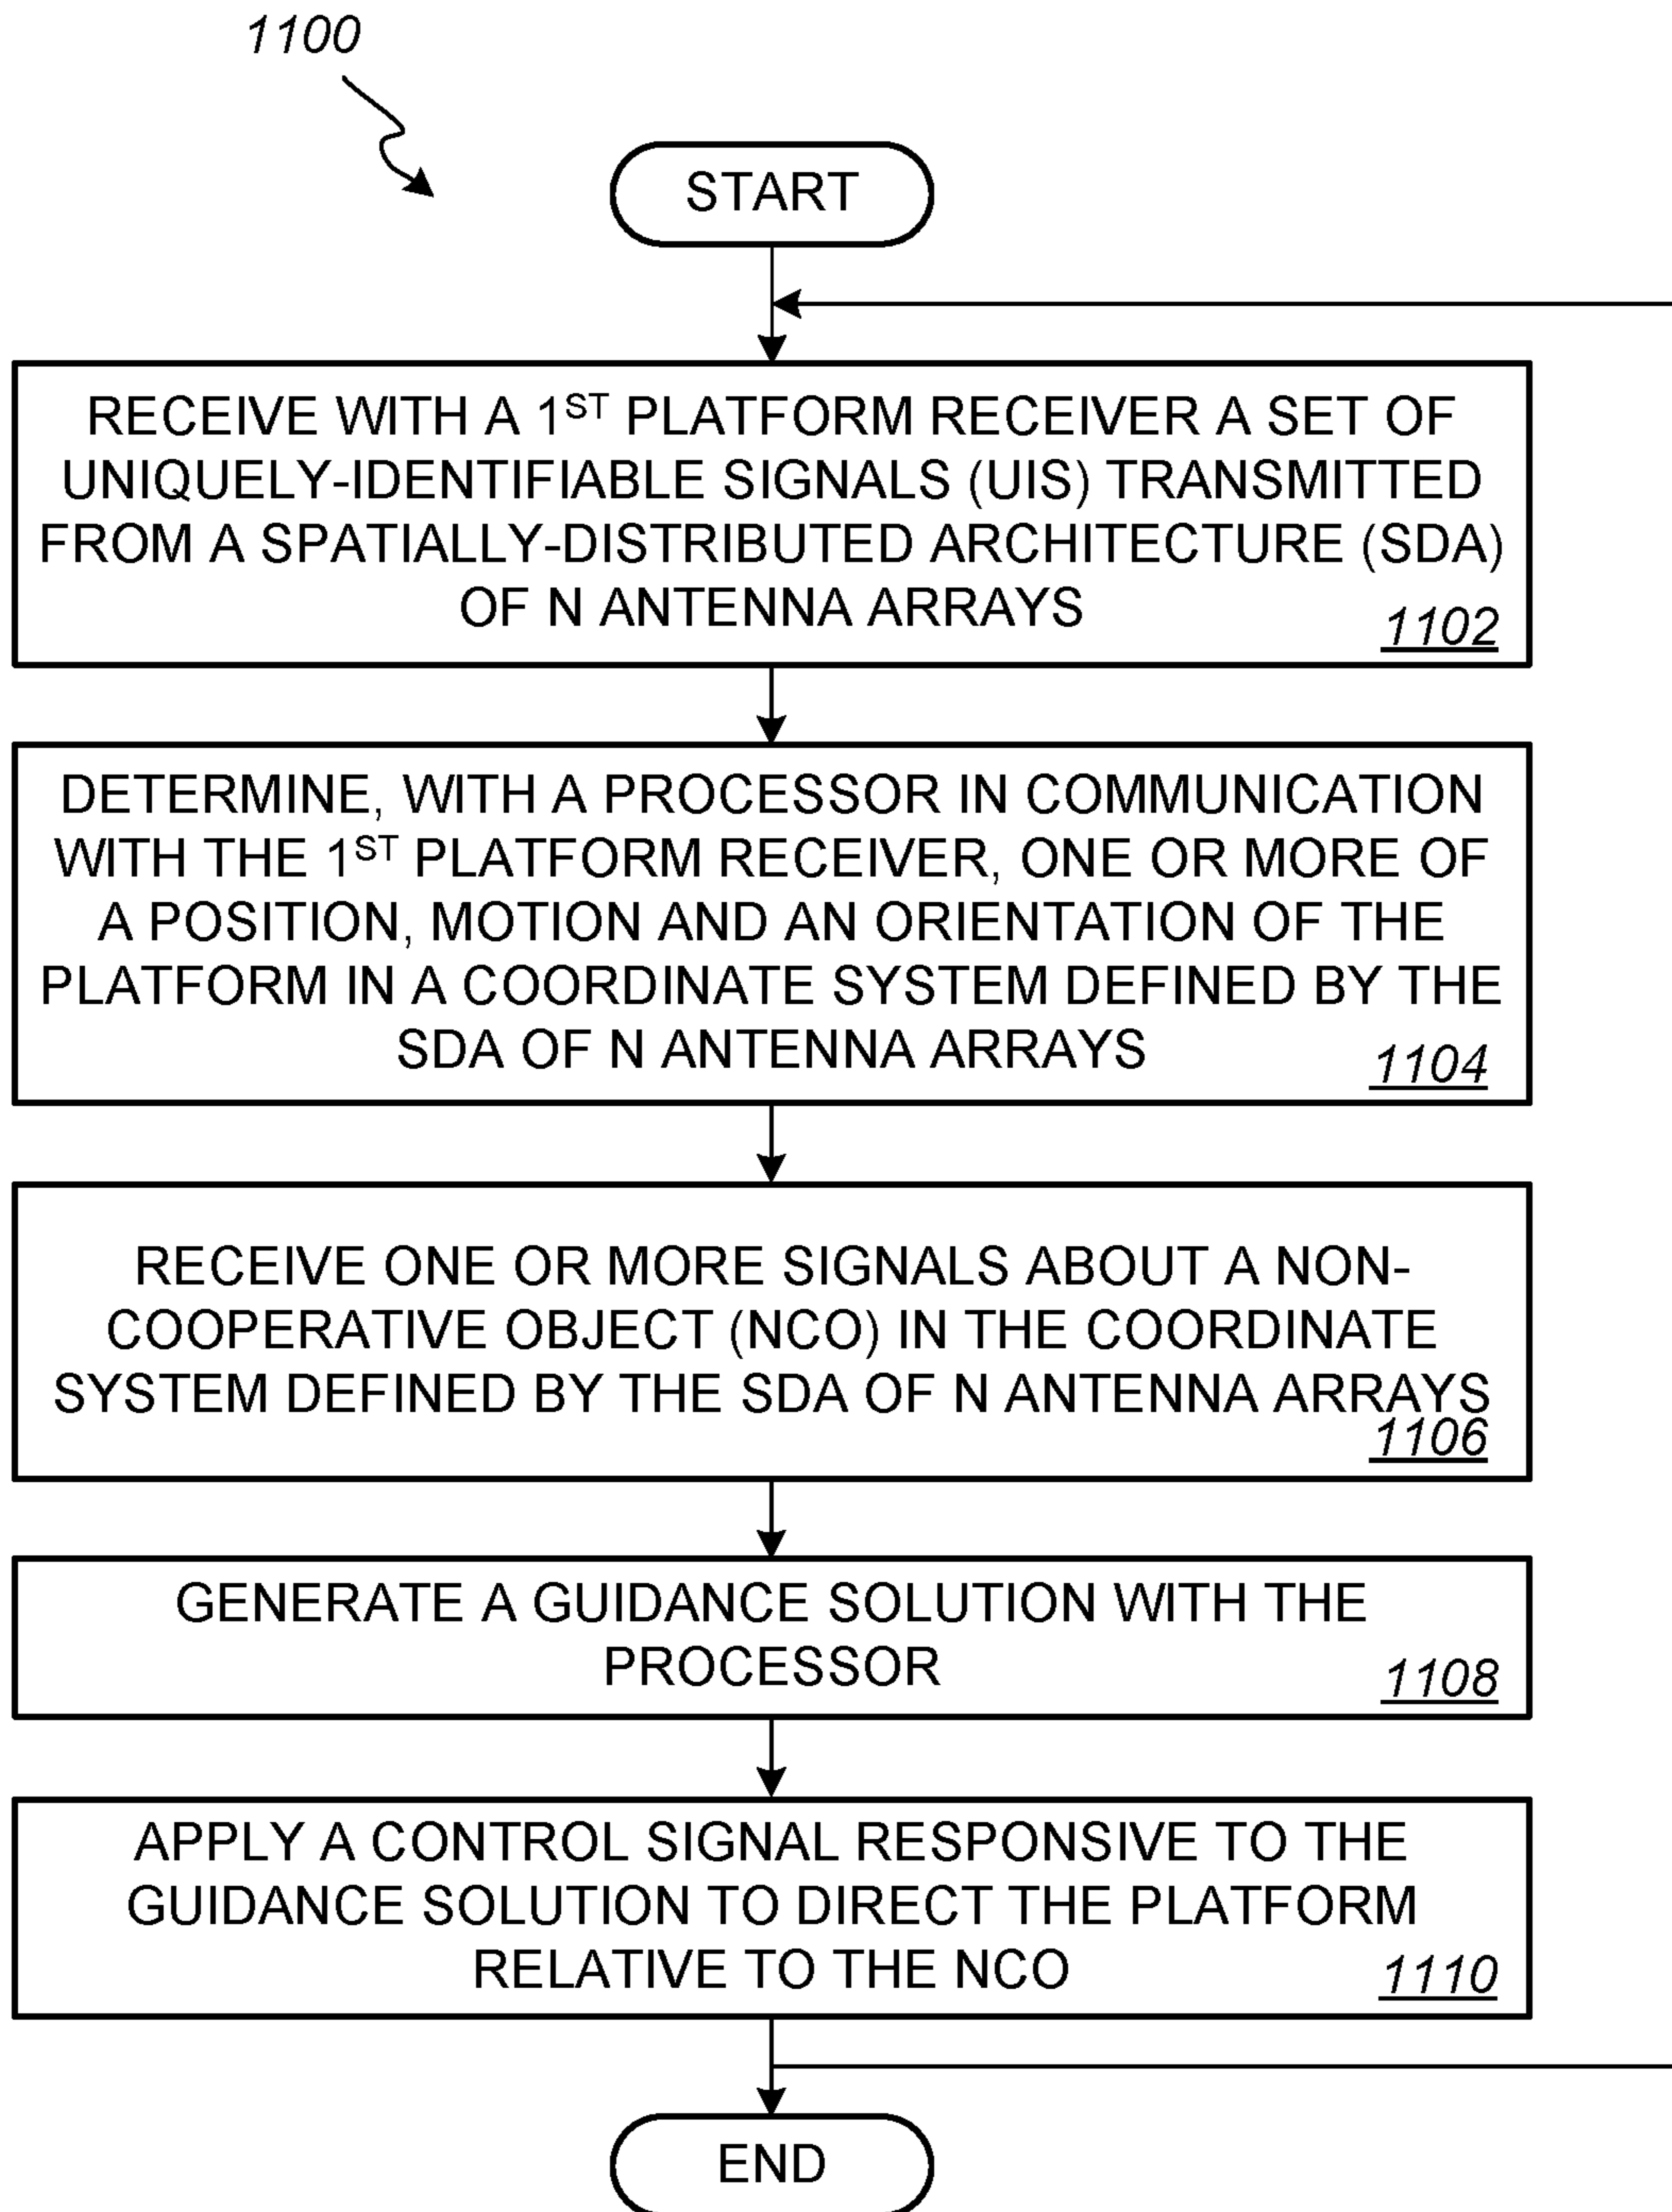 1100
START
RECEIVE WITH A 1ST PLATFORM RECEIVER A SET OF
UNIQUELY-IDENTIFIABLE SIGNALS (UIS) TRANSMITTED
FROM A SPATIALLY-DISTRIBUTED ARCHITECTURE (SDA)
OF N ANTENNA ARRAYS
1102
DETERMINE, WITH A PROCESSOR IN COMMUNICATION
WITH THE 1ST PLATFORM RECEIVER, ONE OR MORE OF
A POSITION, MOTION AND AN ORIENTATION OF THE
PLATFORM IN A COORDINATE SYSTEM DEFINED BY THE
SDA OF N ANTENNA ARRAYS
1104
RECEIVE ONE OR MORE SIGNALS ABOUT A NON-
COOPERATIVE OBJECT (NCO) IN THE COORDINATE
SYSTEM DEFINED BY THE SDA OF N ANTENNA ARRAYS
1106
GENERATE A GUIDANCE SOLUTION WITH THE
PROCESSOR
1108
APPLY A CONTROL SIGNAL RESPONSIVE TO THE
GUIDANCE SOLUTION TO DIRECT THE PLATFORM
RELATIVE TO THE NCO
1110
END